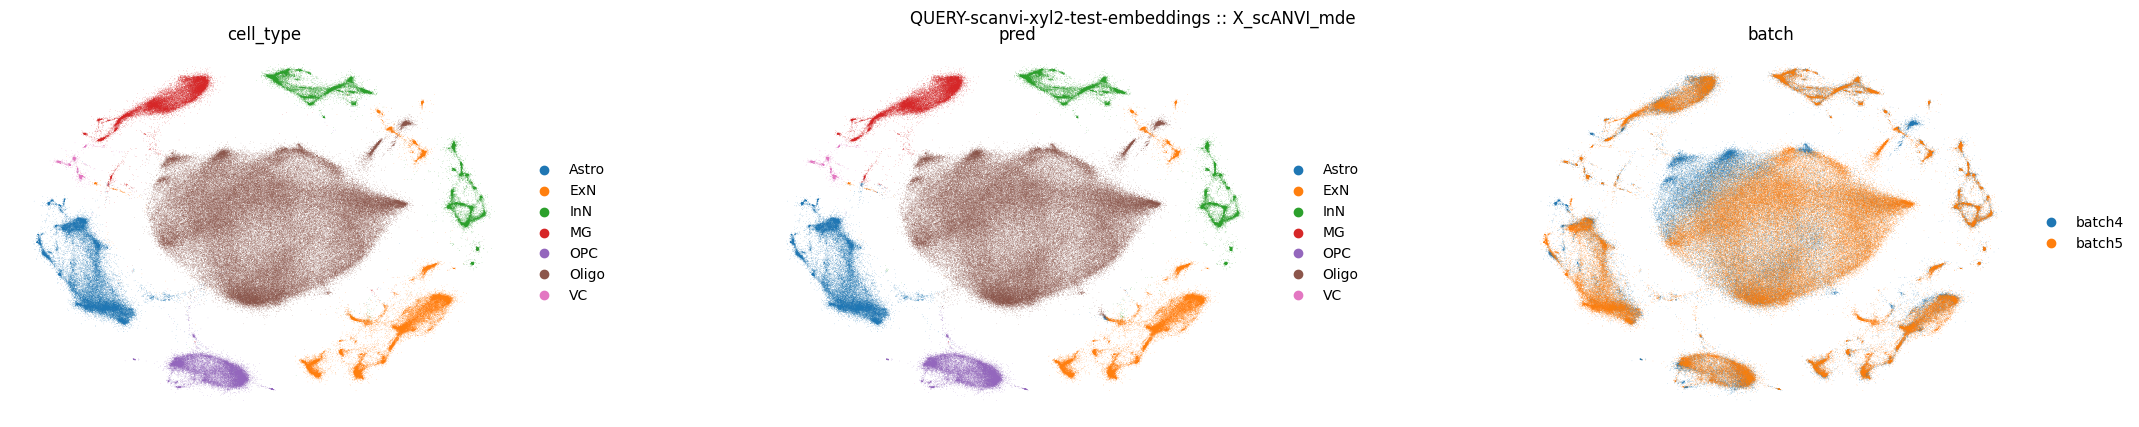 QUERY-scanvi-xyl2-test-embeddings :: X_scANVI_mde
cell_type
Astro
ExN
InN
MG
OPC
Oligo
VC
pred
Astro
ExN
InN
MG
OPC
Oligo
VC
batch
batch4
batch5